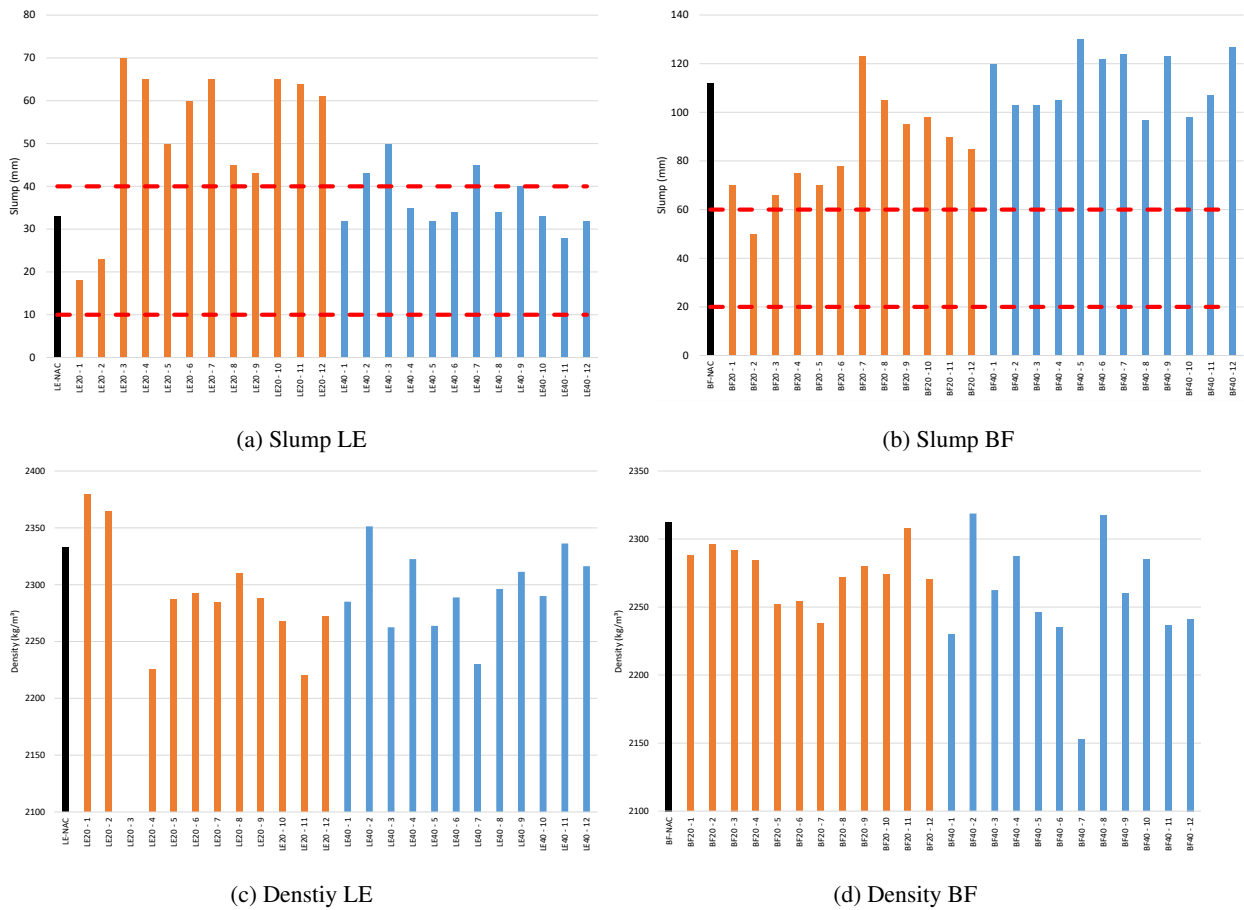 80
70
60
50
40
30
20
10
0
Slump (mm)
LE-NAC
LE20 - 1
LE20 - 2
LE20 - 3
LE20 - 4
LE20 - 5
LE20 - 6
LE20 - 7
LE20 - 8
LE20 - 9
LE20 - 10
LE20 - 11
LE20 - 12
LE40 - 1
LE40 - 2
LE40 - 3
LE40 - 4
LE40 - 5
LE40 - 6
LE40 - 7
LE40 - 8
LE40 - 9
LE40 - 10
LE40 - 11
LE40 - 12
(a) Slump LE
140
120
100
80
60
40
20
0
Slump (mm)
BF-NAC
BF20 - 1
BF20 - 2
BF20 - 3
BF20 - 4
BF20 - 5
BF20 - 6
BF20 - 7
BF20 - 8
BF20 - 9
BF20 - 10
BF20 - 11
BF20 - 12
BF40 - 1
BF40 - 2
BF40 - 3
BF40 - 4
BF40 - 5
BF40 - 6
BF40 - 7
BF40 - 8
BF40 - 9
BF40 - 10
BF40 - 11
BF40 - 12
(b) Slump BF
2400
2350
2300
2250
2200
2150
2100
Density (kg/m³)
LE-NAC
LE20 - 1
LE20 - 2
LE20 - 3
LE20 - 4
LE20 - 5
LE20 - 6
LE20 - 7
LE20 - 8
LE20 - 9
LE20 - 10
LE20 - 11
LE20 - 12
LE40 - 1
LE40 - 2
LE40 - 3
LE40 - 4
LE40 - 5
LE40 - 6
LE40 - 7
LE40 - 8
LE40 - 9
LE40 - 10
LE40 - 11
LE40 - 12
(c) Denstiy LE
2350
2300
2250
2200
2150
2100
Density (kg/m³)
BF-NAC
BF20 - 1
BF20 - 2
BF20 - 3
BF20 - 4
BF20 - 5
BF20 - 6
BF20 - 7
BF20 - 8
BF20 - 9
BF20 - 10
BF20 - 11
BF20 - 12
BF40 - 1
BF40 - 2
BF40 - 3
BF40 - 4
BF40 - 5
BF40 - 6
BF40 - 7
BF40 - 8
BF40 - 9
BF40 - 10
BF40 - 11
BF40 - 12
(d) Density BF